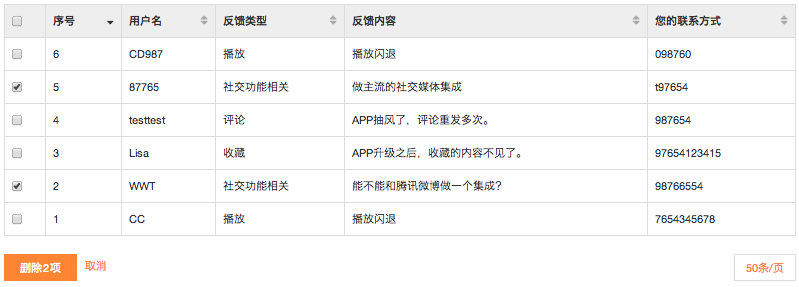 序号 用户名 反馈类型 反馈内容 您的联系方式
6 CD987 播放 播放闪退 098760
5 87765 社交功能相关 做主流的社交媒体集成 t97654
4 testtest 评论 APP抽风了，评论重发多次。 987654
3 Lisa 收藏 APP升级之后，收藏的内容不见了。 97654123415
2 WWT 社交功能相关 能不能和腾讯微博做一个集成？ 98766554
1 CC 播放 播放闪退 7654345678
删除2项 取消 50条/页